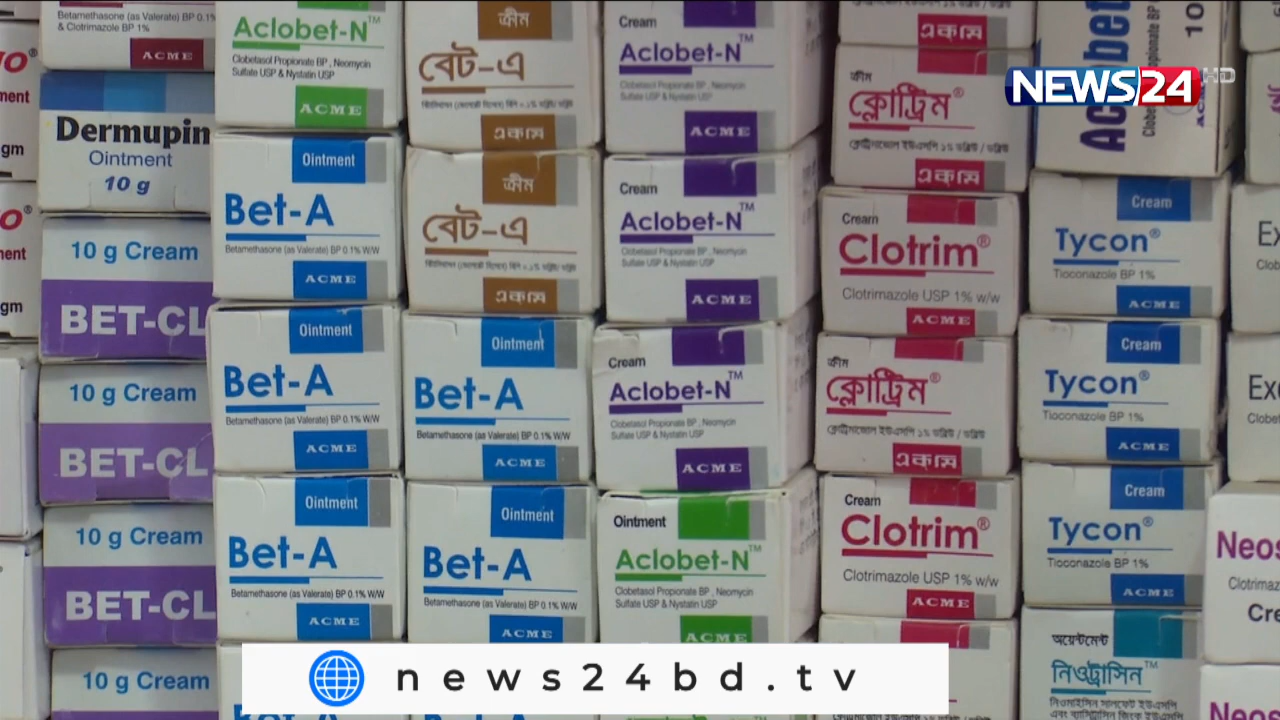 Betamethasone (as Valerate) BP 0.1%
& Clotrimazole BP 1%
ACME
Dermupin
Ointment
10 g
10 g Cream
BET-CL
10 g Cream
BET-CL
10 g Cream
BET-CL
10 g Cream
Aclobet-N™
Clobetasol Propionate BP , Neomycin
Sulfate USP & Nystatin USP
ACME
Ointment
Bet-A
Betamethasone (as Valerate) BP 0.1% W/W
ACME
Ointment
Bet-A
Betamethasone (as Valerate) BP 0.1% W/W
ACME
Ointment
Bet-A
Betamethasone (as Valerate) BP 0.1% W/W
ACME
ক্রীম
বেট-এ
একমি
ক্রীম
বেট-এ
একমি
Ointment
Bet-A
Betamethasone (as Valerate) BP 0.1% W/W
ACME
Ointment
Bet-A
Betamethasone (as Valerate) BP 0.1% W/W
ACME
Cream
Aclobet-N™
Clobetasol Propionate BP , Neomycin
Sulfate USP & Nystatin USP
ACME
Cream
Aclobet-N™
Clobetasol Propionate BP , Neomycin
Sulfate USP & Nystatin USP
ACME
Cream
Aclobet-N™
Clobetasol Propionate BP , Neomycin
Sulfate USP & Nystatin USP
ACME
Ointment
Aclobet-N™
Clobetasol Propionate BP , Neomycin
Sulfate USP & Nystatin USP
ACME
একমি
ক্রীম
ক্লোট্রিম®
একমি
Cream
Clotrim®
Clotrimazole USP 1% w/w
ACME
ক্রীম
ক্লোট্রিম®
একমি
Cream
Clotrim®
Clotrimazole USP 1% w/w
ACME
NEWS24 HD
Cream
Tycon®
Tioconazole BP 1%
ACME
Cream
Tycon®
Tioconazole BP 1%
ACME
Cream
Tycon®
Tioconazole BP 1%
ACME
অয়েন্টমেন্ট
নিওট্রাসিন™
Neos
Clotrimaz
Cre
news24bd.tv